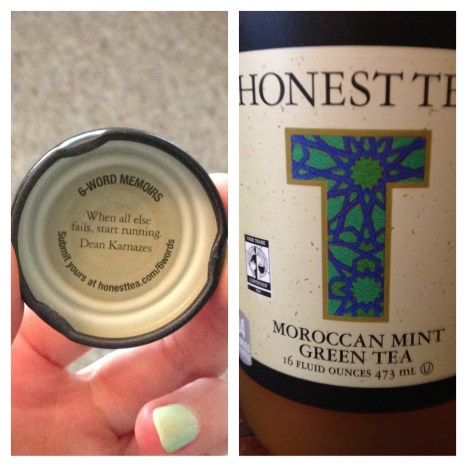 6-WORD MEMOIRS
When all else
fails, start running.
Dean Karnazes
Submit yours at honesttea.com/6words
HONEST TE
T
MOROCCAN MINT
GREEN TEA
16 FLUID OUNCES 473 mL U